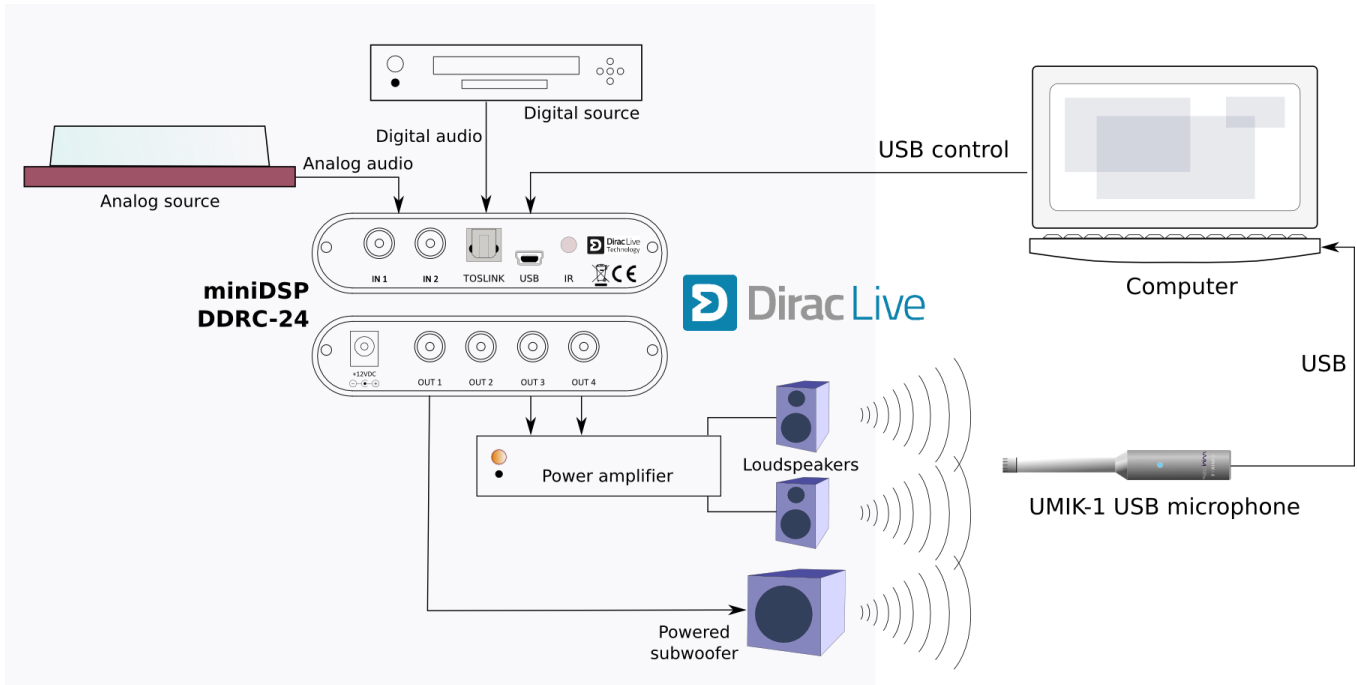 Digital source
Digital audio
Analog audio
Analog source
USB control
Computer
IN 1
IN 2
TOSLINK
USB
IR
Dirac Live
Technology
CE
miniDSP
DDRC-24
Dirac Live
+12VDC
OUT 1
OUT 2
OUT 3
OUT 4
USB
Power amplifier
Loudspeakers
UMIK-1 USB microphone
Powered
subwoofer